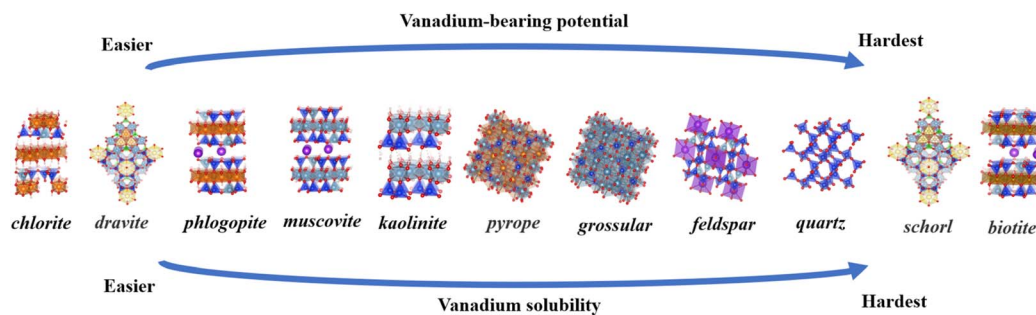 Vanadium-bearing potential
Easier
Hardest
chlorite dravite phlogopite muscovite kaolinite pyrope grossular feldspar quartz schorl biotite
Easier
Hardest
Vanadium solubility